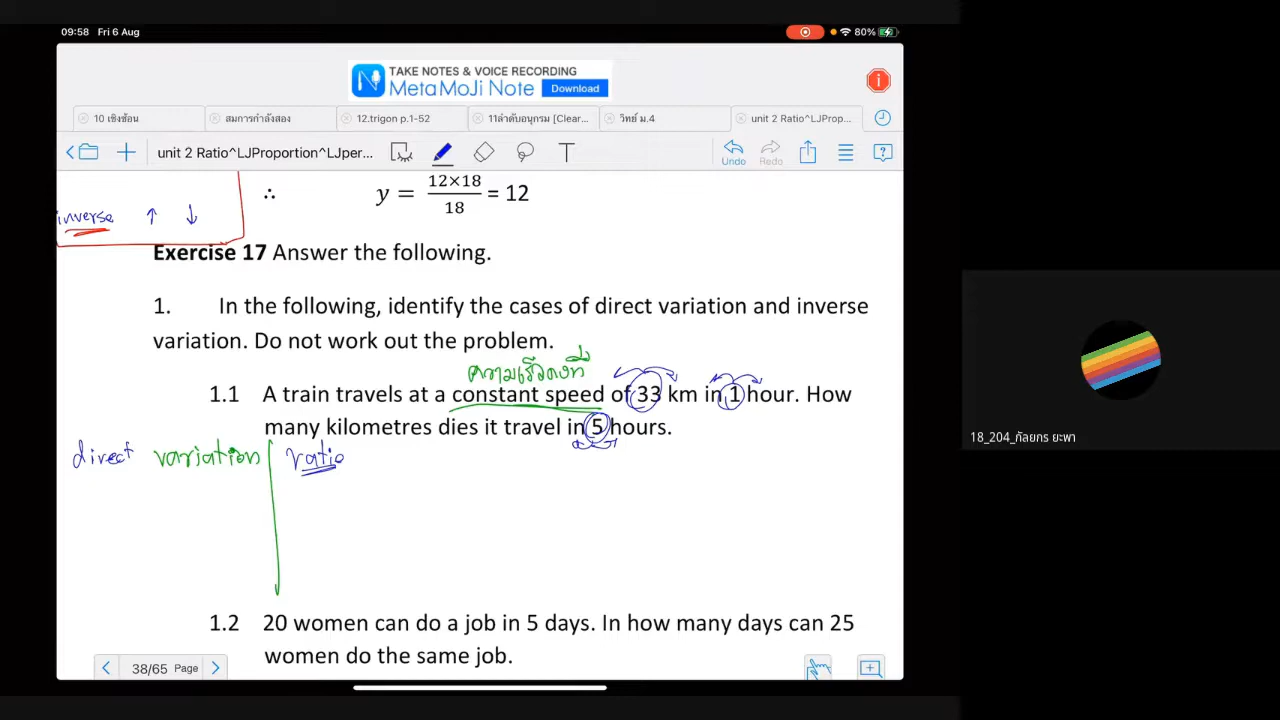 09:58 Fri 6 Aug 80%
TAKE NOTES & VOICE RECORDING
MetaMoJi Note Download
10 เชิงซ้อน สมการกำลังสอง 12.trigon p.1-52 11ลำดับอนุกรม [Clear... วิทย์ ม.4 unit 2 Ratio^LJProp...
unit 2 Ratio^LJProportion^LJper... Undo Redo
∴ y = 12×18/18 = 12
inverse ↑ ↓
Exercise 17 Answer the following.
1. In the following, identify the cases of direct variation and inverse
variation. Do not work out the problem.
ความเร็วคงที่
1.1 A train travels at a constant speed of 33 km in 1 hour. How
many kilometres dies it travel in 5 hours.
direct variation ratio
1.2 20 women can do a job in 5 days. In how many days can 25
women do the same job.
38/65 Page
18_204_กัลยกร ยะพา